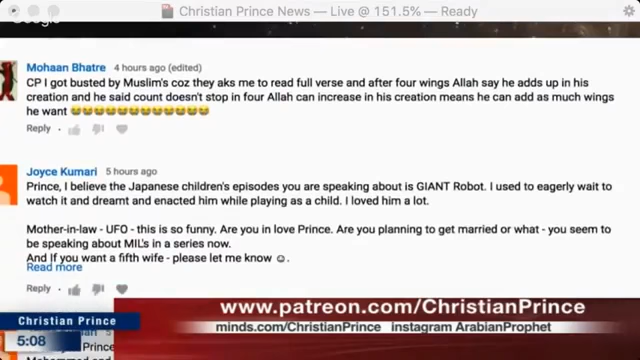 Christian Prince News — Live @ 151.5% — Ready
Mohaan Bhatre 4 hours ago (edited)
CP I got busted by Muslim's coz they aks me to read full verse and after four wings Allah say he adds up in his
creation and he said count doesn't stop in four Allah can increase in his creation means he can add as much wings
he want 😂😂😂😂😂😂😂😂😂😂😂
Reply
Joyce Kumari 5 hours ago
Prince, I believe the Japanese children's episodes you are speaking about is GIANT Robot. I used to eagerly wait to
watch it and dreamt and enacted him while playing as a child. I loved him a lot.
Mother-in-law - UFO - this is so funny. Are you in love Prince. Are you planning to get married or what - you seem to
be speaking about MIL's in a series now.
And If you want a fifth wife - please let me know ☺.
Read more
Reply
www.patreon.com/ChristianPrince
Christian Prince
minds.com/ChristianPrince instagram ArabianProphet
5:08